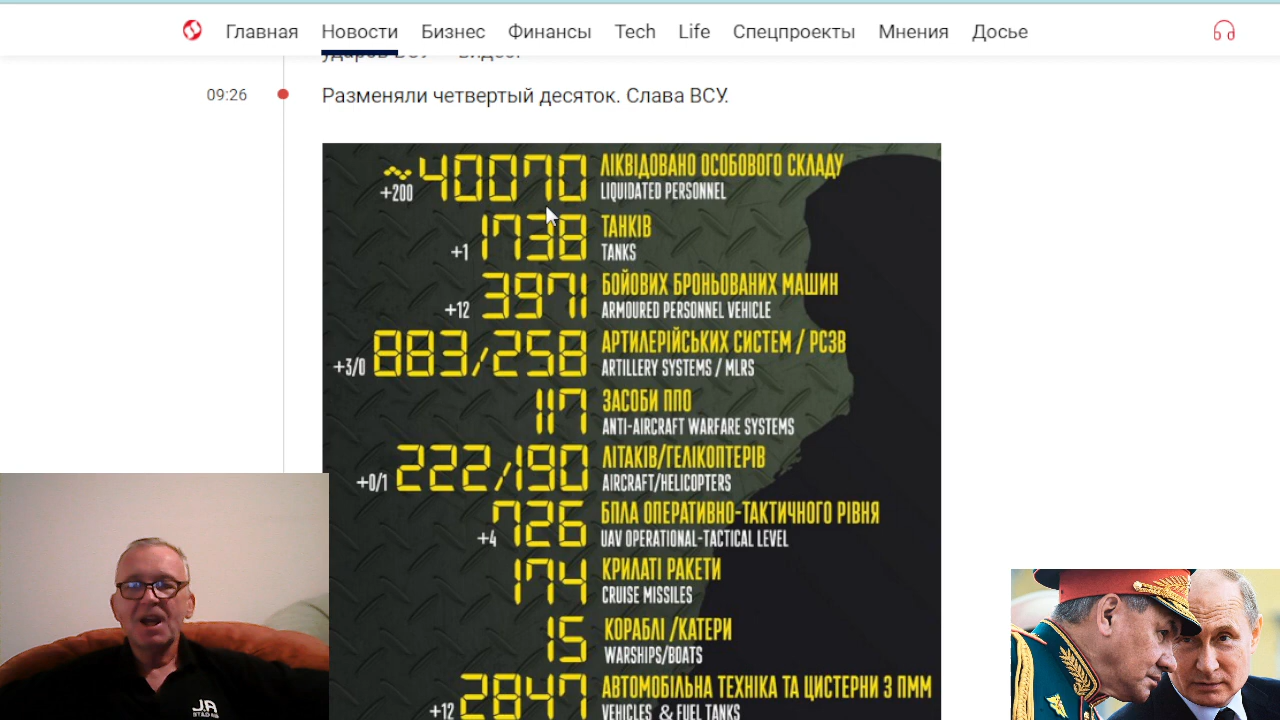 Главная Новости Бизнес Финансы Tech Life Спецпроекты Мнения Досье
ударов ВСУ — видео.
09:26 Разменяли четвертый десяток. Слава ВСУ.
+200 ~40070 ЛІКВІДОВАНО ОСОБОВОГО СКЛАДУ
LIQUIDATED PERSONNEL
+1 1738 ТАНКІВ
TANKS
+12 3971 БОЙОВИХ БРОНЬОВАНИХ МАШИН
ARMOURED PERSONNEL VEHICLE
+3/0 883/258 АРТИЛЕРІЙСЬКИХ СИСТЕМ / РСЗВ
ARTILLERY SYSTEMS / MLRS
117 ЗАСОБИ ППО
ANTI-AIRCRAFT WARFARE SYSTEMS
+0/1 222/190 ЛІТАКІВ/ГЕЛІКОПТЕРІВ
AIRCRAFT/HELICOPTERS
+4 726 БПЛА ОПЕРАТИВНО-ТАКТИЧНОГО РІВНЯ
UAV OPERATIONAL-TACTICAL LEVEL
174 КРИЛАТІ РАКЕТИ
CRUISE MISSILES
15 КОРАБЛІ /КАТЕРИ
WARSHIPS/BOATS
+12 2847 АВТОМОБІЛЬНА ТЕХНІКА ТА ЦИСТЕРНИ З ПММ
VEHICLES & FUEL TANKS